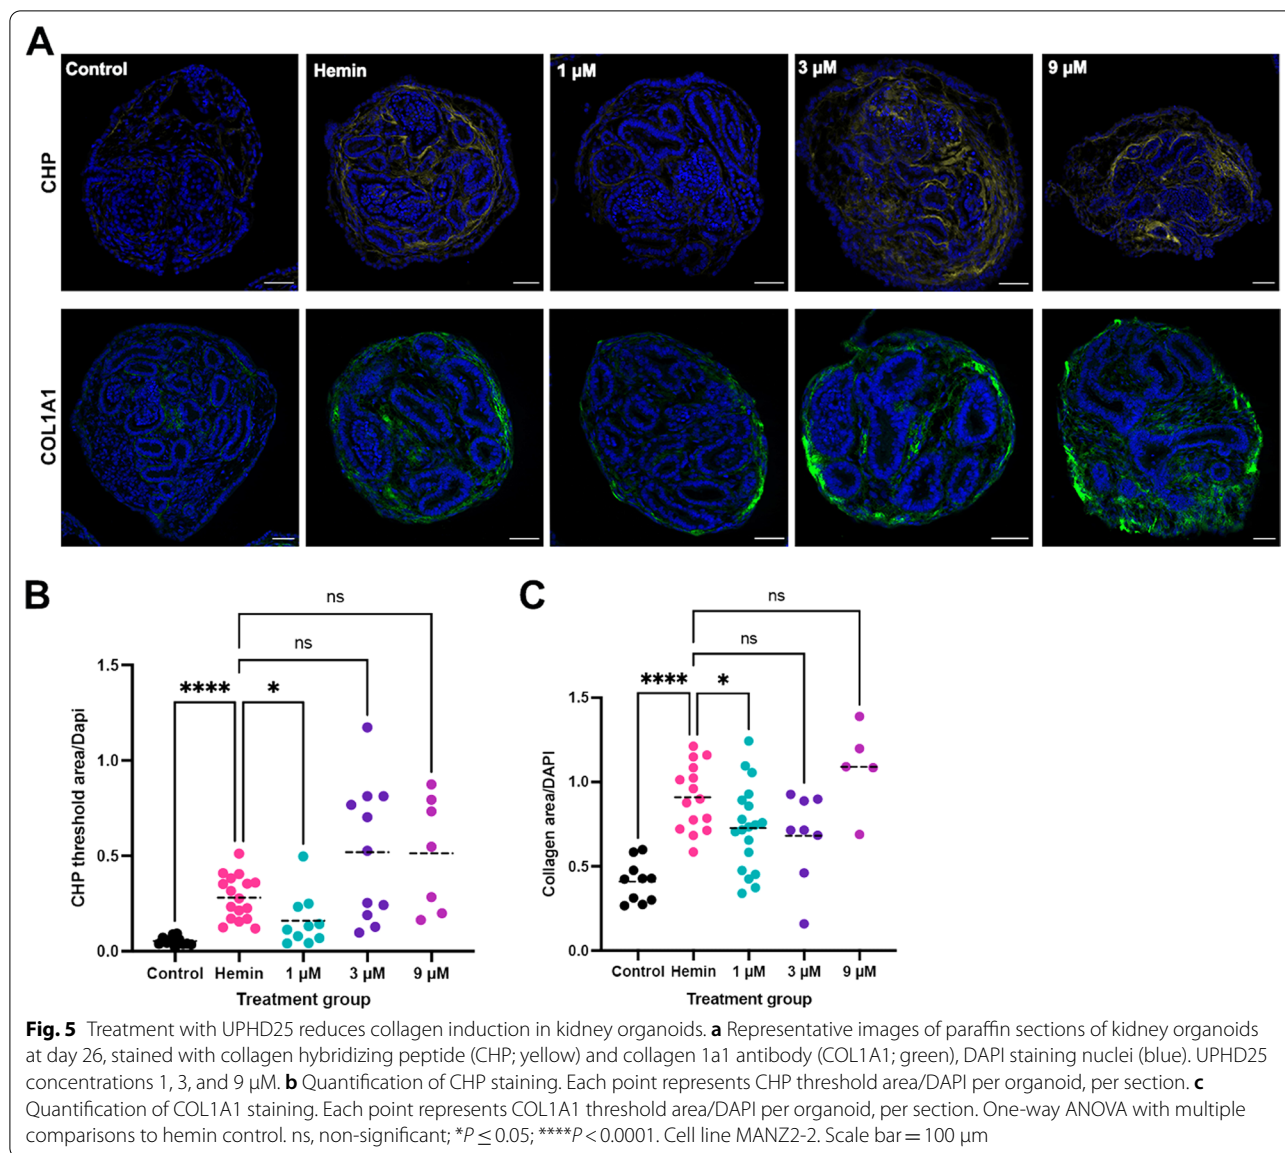 A
Control
Hemin
1 µM
3 µM
9 µM
CHP
COL1A1
B
ns
ns
****
*
CHP threshold area/Dapi
1.5
1.0
0.5
0.0
Control Hemin 1 µM 3 µM 9 µM
Treatment group
C
ns
ns
****
*
Collagen area/DAPI
1.5
1.0
0.5
0.0
Control Hemin 1 µM 3 µM 9 µM
Treatment group
Fig. 5 Treatment with UPHD25 reduces collagen induction in kidney organoids. a Representative images of paraffin sections of kidney organoids
at day 26, stained with collagen hybridizing peptide (CHP; yellow) and collagen 1a1 antibody (COL1A1; green), DAPI staining nuclei (blue). UPHD25
concentrations 1, 3, and 9 µM. b Quantification of CHP staining. Each point represents CHP threshold area/DAPI per organoid, per section. c
Quantification of COL1A1 staining. Each point represents COL1A1 threshold area/DAPI per organoid, per section. One-way ANOVA with multiple
comparisons to hemin control. ns, non-significant; *P ≤ 0.05; ****P < 0.0001. Cell line MANZ2-2. Scale bar = 100 µm